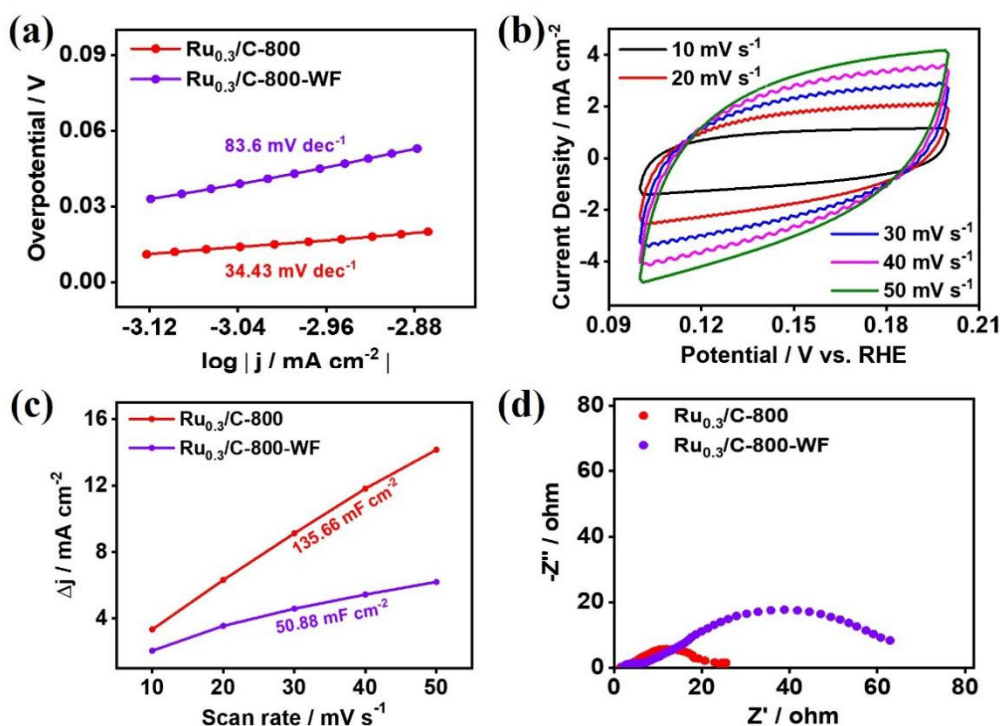 (a)
Ru₀.₃/C-800
Ru₀.₃/C-800-WF
83.6 mV dec⁻¹
34.43 mV dec⁻¹
0.09
0.06
0.03
0.00
Overpotential / V
-3.12 -3.04 -2.96 -2.88
log | j / mA cm⁻² |
(b)
10 mV s⁻¹
20 mV s⁻¹
30 mV s⁻¹
40 mV s⁻¹
50 mV s⁻¹
4
2
0
-2
-4
Current Density / mA cm⁻²
0.09 0.12 0.15 0.18 0.21
Potential / V vs. RHE
(c)
Ru₀.₃/C-800
Ru₀.₃/C-800-WF
135.66 mF cm⁻²
50.88 mF cm⁻²
16
12
8
4
Δj / mA cm⁻²
10 20 30 40 50
Scan rate / mV s⁻¹
(d)
Ru₀.₃/C-800
Ru₀.₃/C-800-WF
80
60
40
20
0
-Z'' / ohm
0 20 40 60 80
Z' / ohm